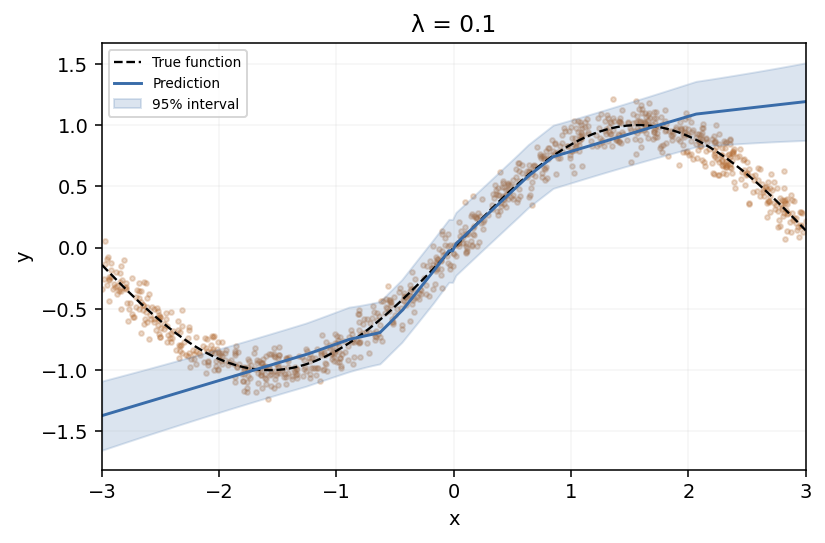 λ = 0.1
True function
Prediction
95% interval
1.5
1.0
0.5
0.0
−0.5
−1.0
−1.5
y
−3 −2 −1 0 1 2 3
x